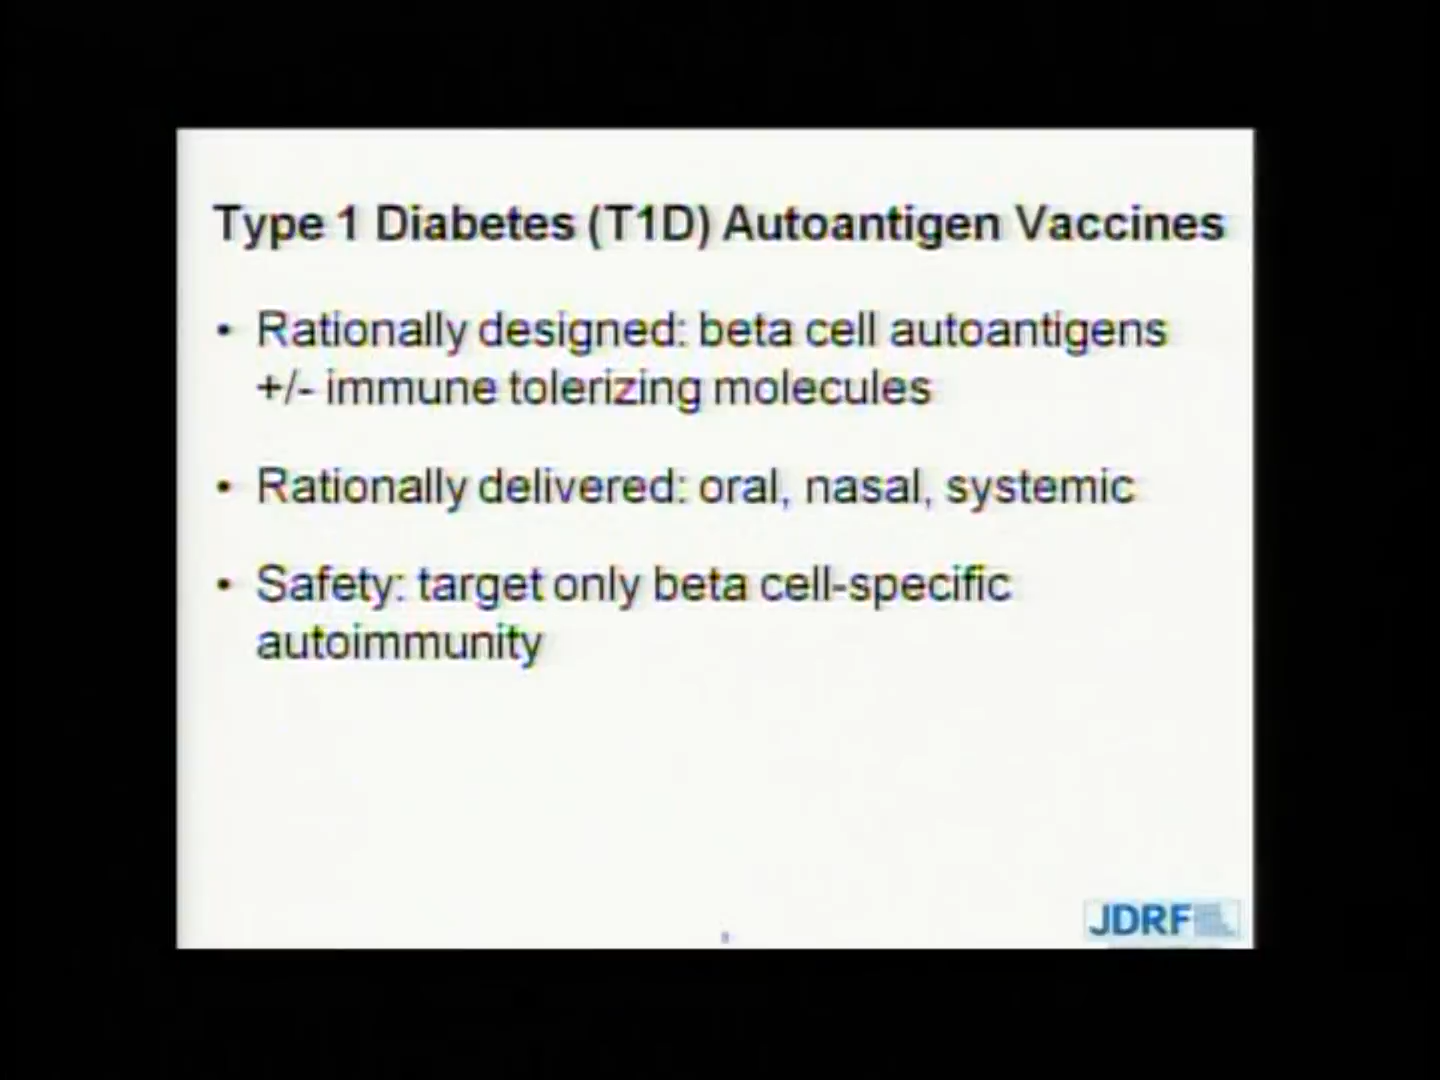 Type 1 Diabetes (T1D) Autoantigen Vaccines
• Rationally designed: beta cell autoantigens
+/- immune tolerizing molecules
• Rationally delivered: oral, nasal, systemic
• Safety: target only beta cell-specific
autoimmunity
JDRF